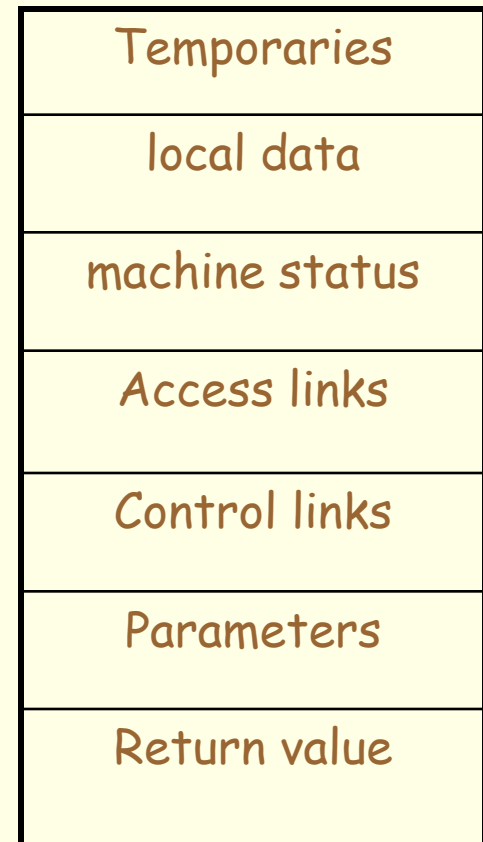 Temporaries
local data
machine status
Access links
Control links
Parameters
Return value